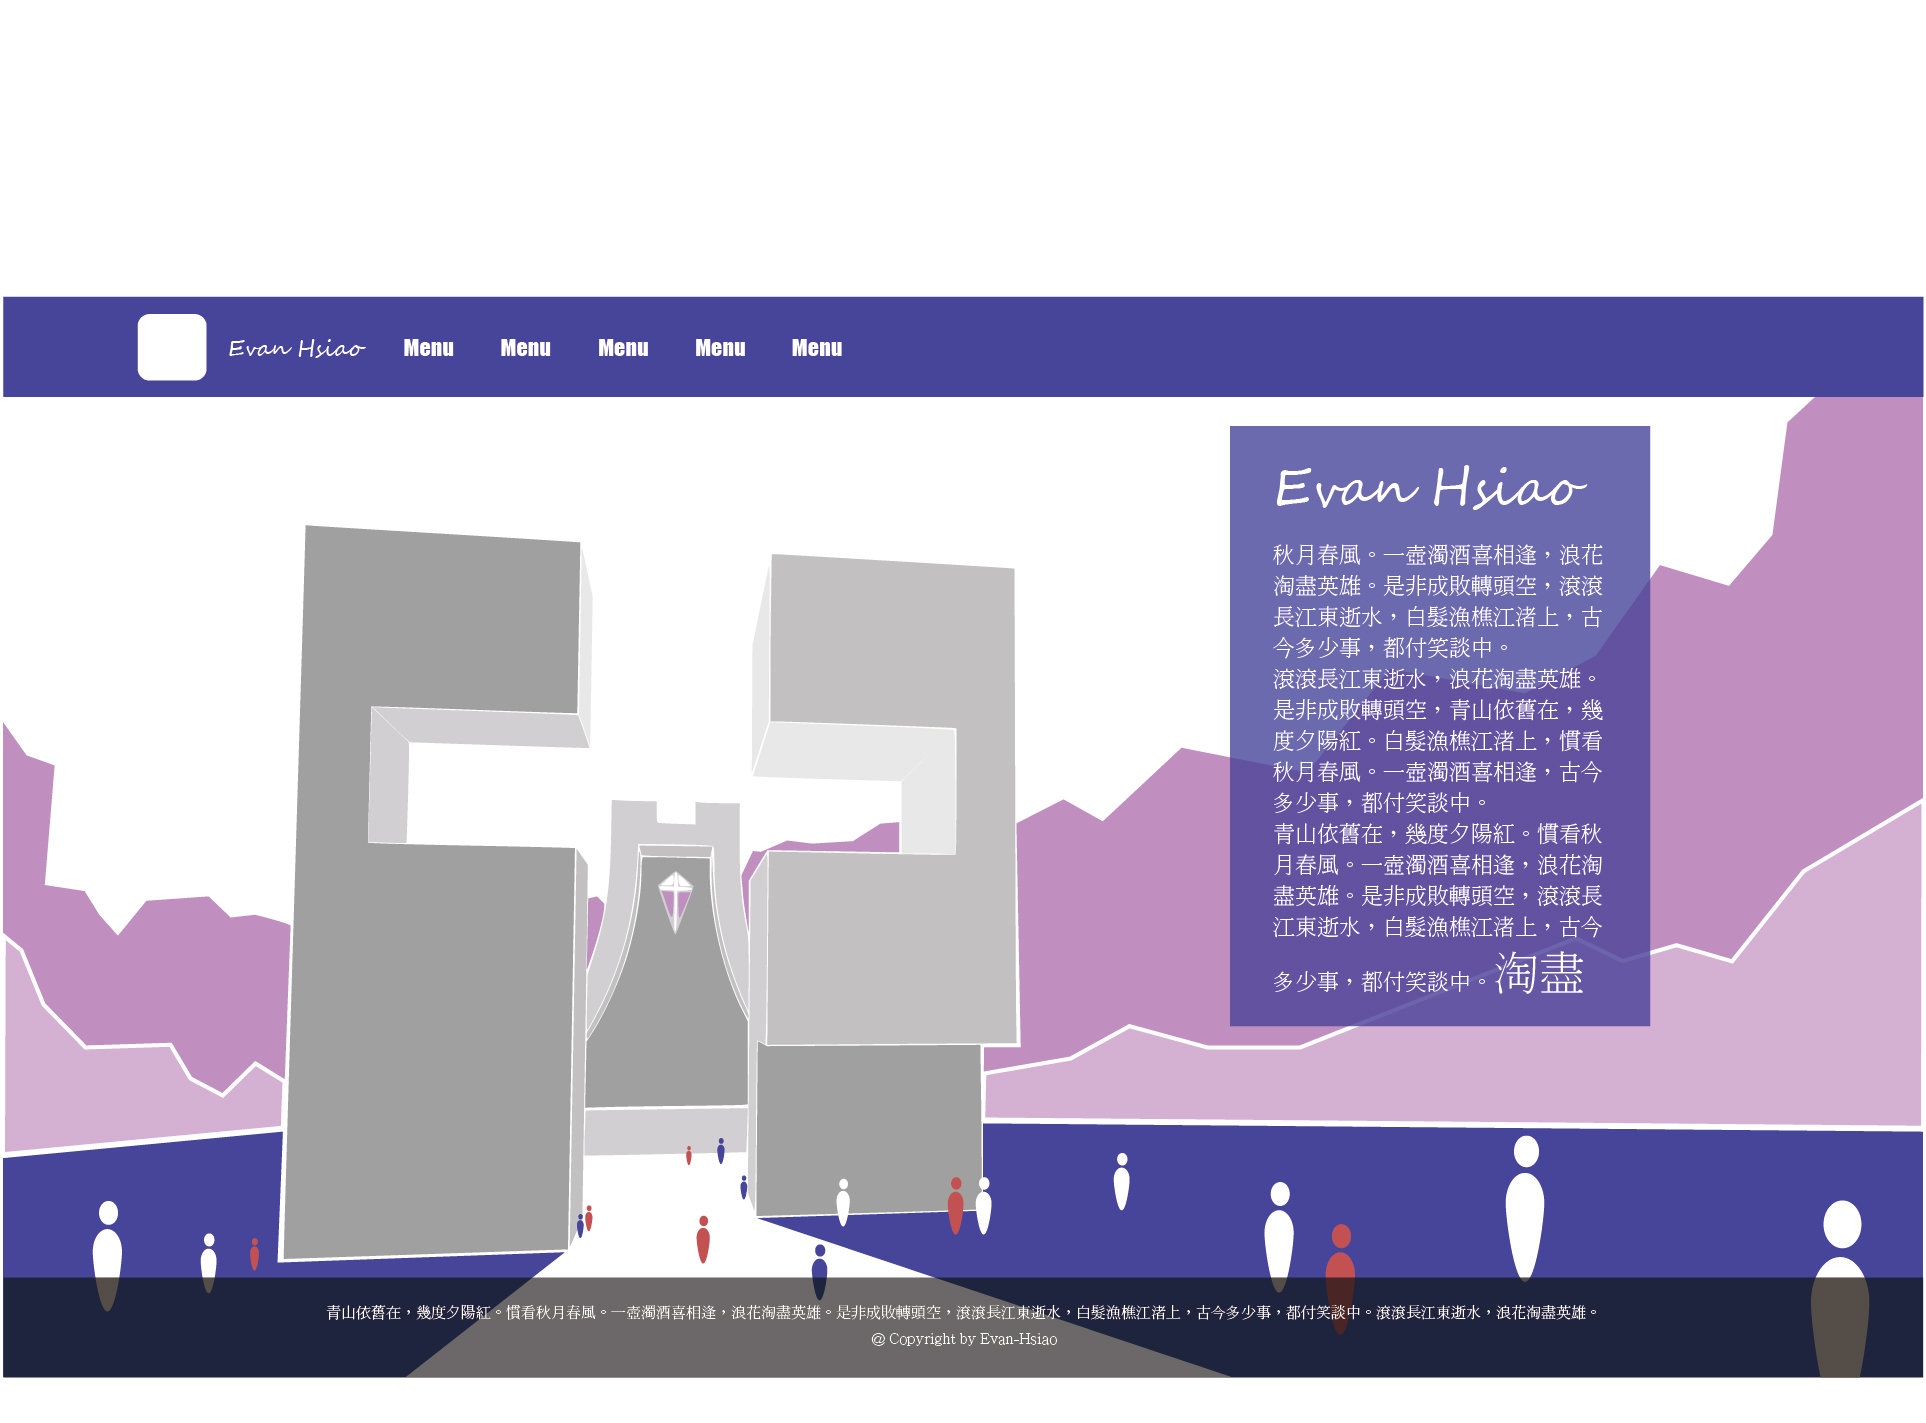 Evan Hsiao Menu Menu Menu Menu Menu
Evan Hsiao
秋月春風。一壺濁酒喜相逢，浪花
淘盡英雄。是非成敗轉頭空，滾滾
長江東逝水，白髮漁樵江渚上，古
今多少事，都付笑談中。
滾滾長江東逝水，浪花淘盡英雄。
是非成敗轉頭空，青山依舊在，幾
度夕陽紅。白髮漁樵江渚上，慣看
秋月春風。一壺濁酒喜相逢，古今
多少事，都付笑談中。
青山依舊在，幾度夕陽紅。慣看秋
月春風。一壺濁酒喜相逢，浪花淘
盡英雄。是非成敗轉頭空，滾滾長
江東逝水，白髮漁樵江渚上，古今
多少事，都付笑談中。淘盡
青山依舊在，幾度夕陽紅。慣看秋月春風。一壺濁酒喜相逢，浪花淘盡英雄。是非成敗轉頭空，滾滾長江東逝水，白髮漁樵江渚上，古今多少事，都付笑談中。滾滾長江東逝水，浪花淘盡英雄。
@ Copyright by Evan-Hsiao